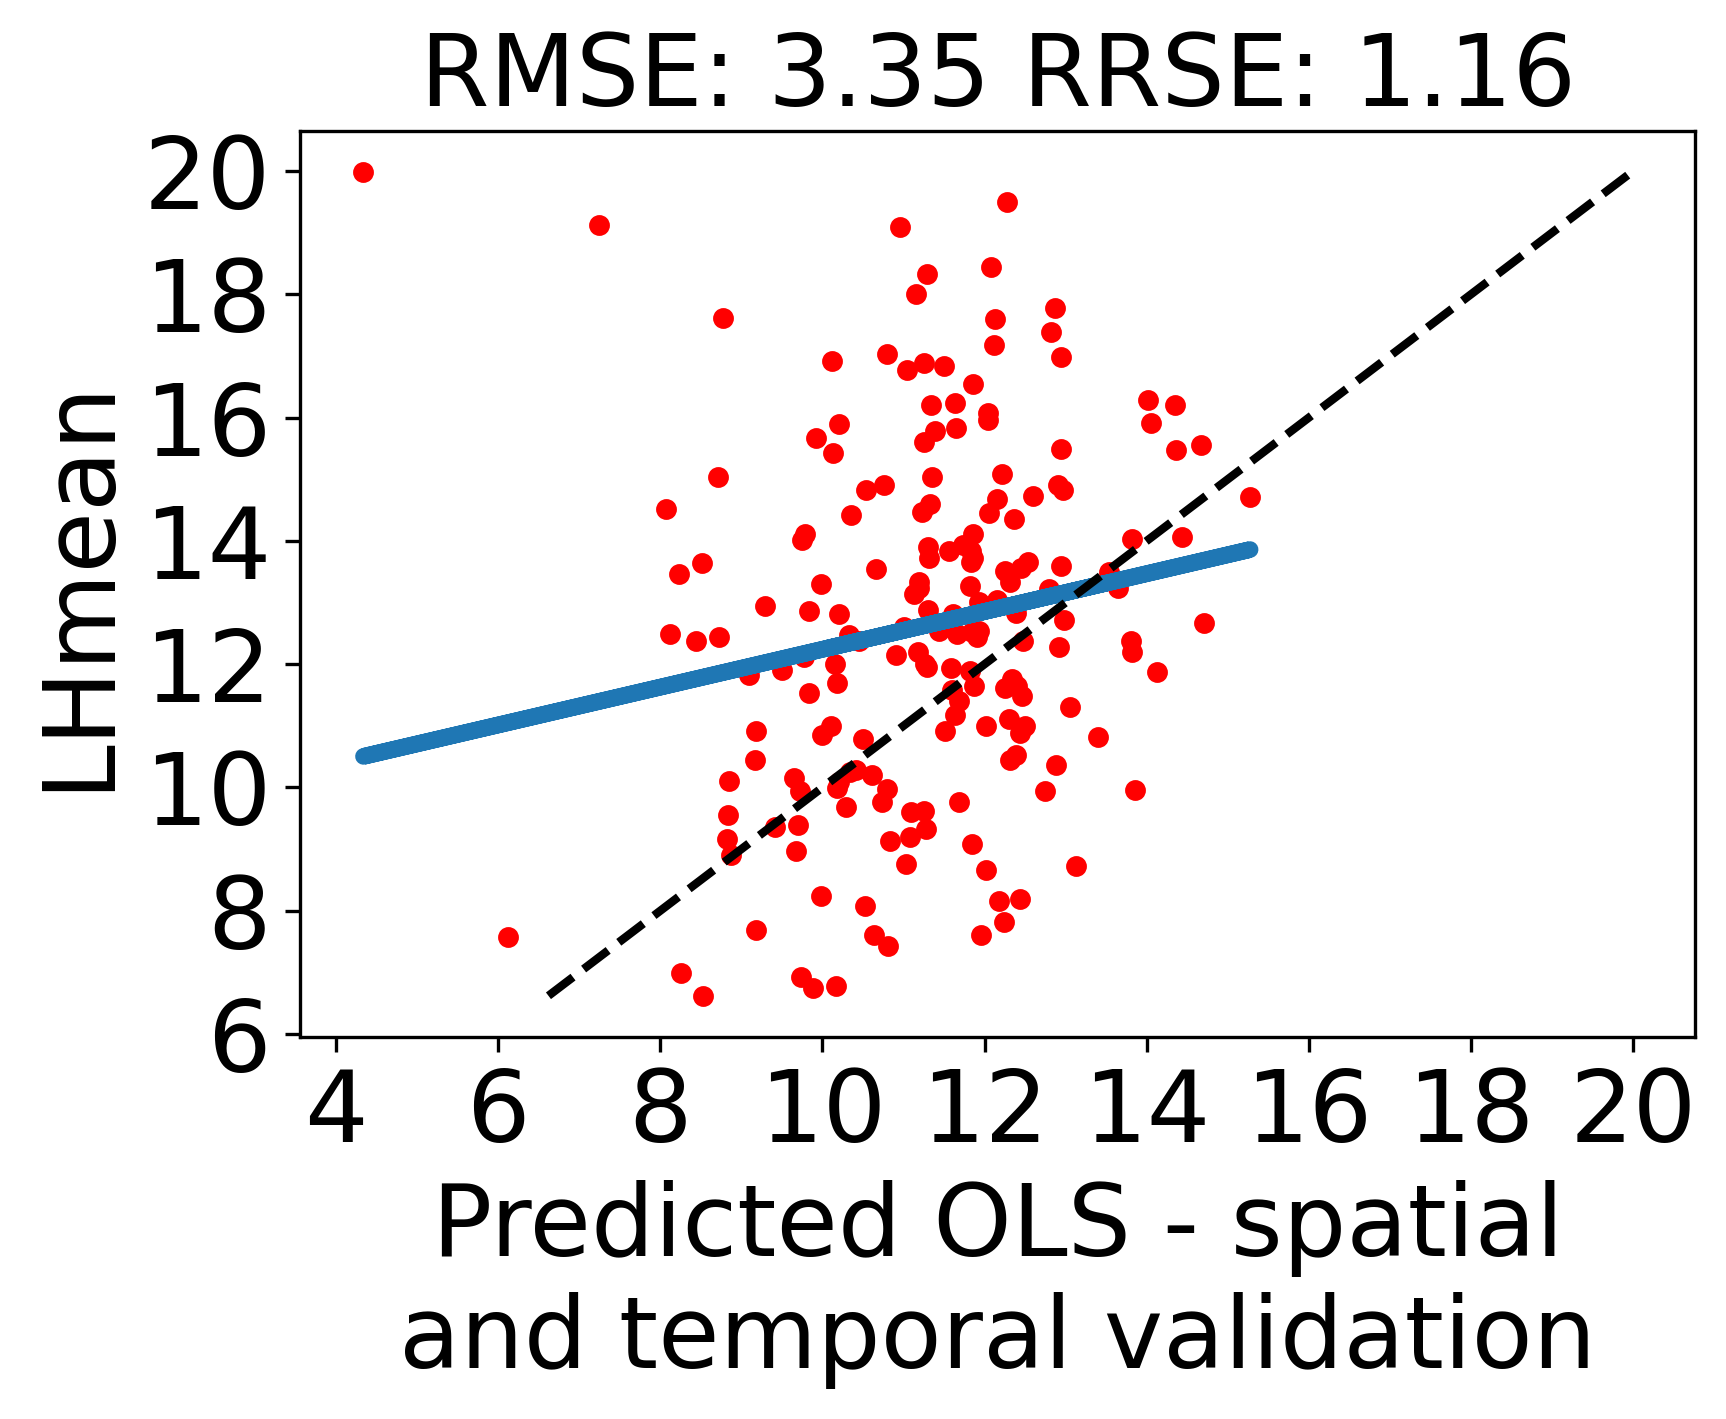 RMSE: 3.35 RRSE: 1.16
20
18
16
14
12
10
8
6
LHmean
4 6 8 10 12 14 16 18 20
Predicted OLS - spatial
and temporal validation